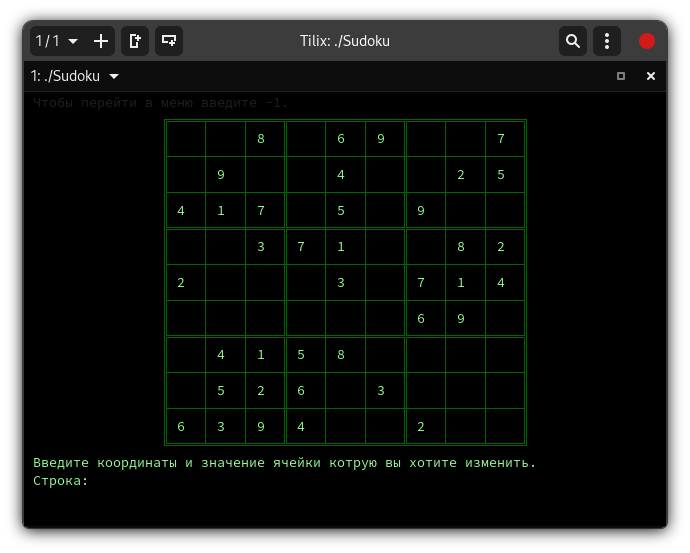 1/1 Tilix: ./Sudoku
1: ./Sudoku
Чтобы перейти в меню введите -1.
8 6 9 7
9 4 2 5
4 1 7 5 9
3 7 1 8 2
2 3 7 1 4
6 9
4 1 5 8
5 2 6 3
6 3 9 4 2
Введите координаты и значение ячейки котрую вы хотите изменить.
Строка: